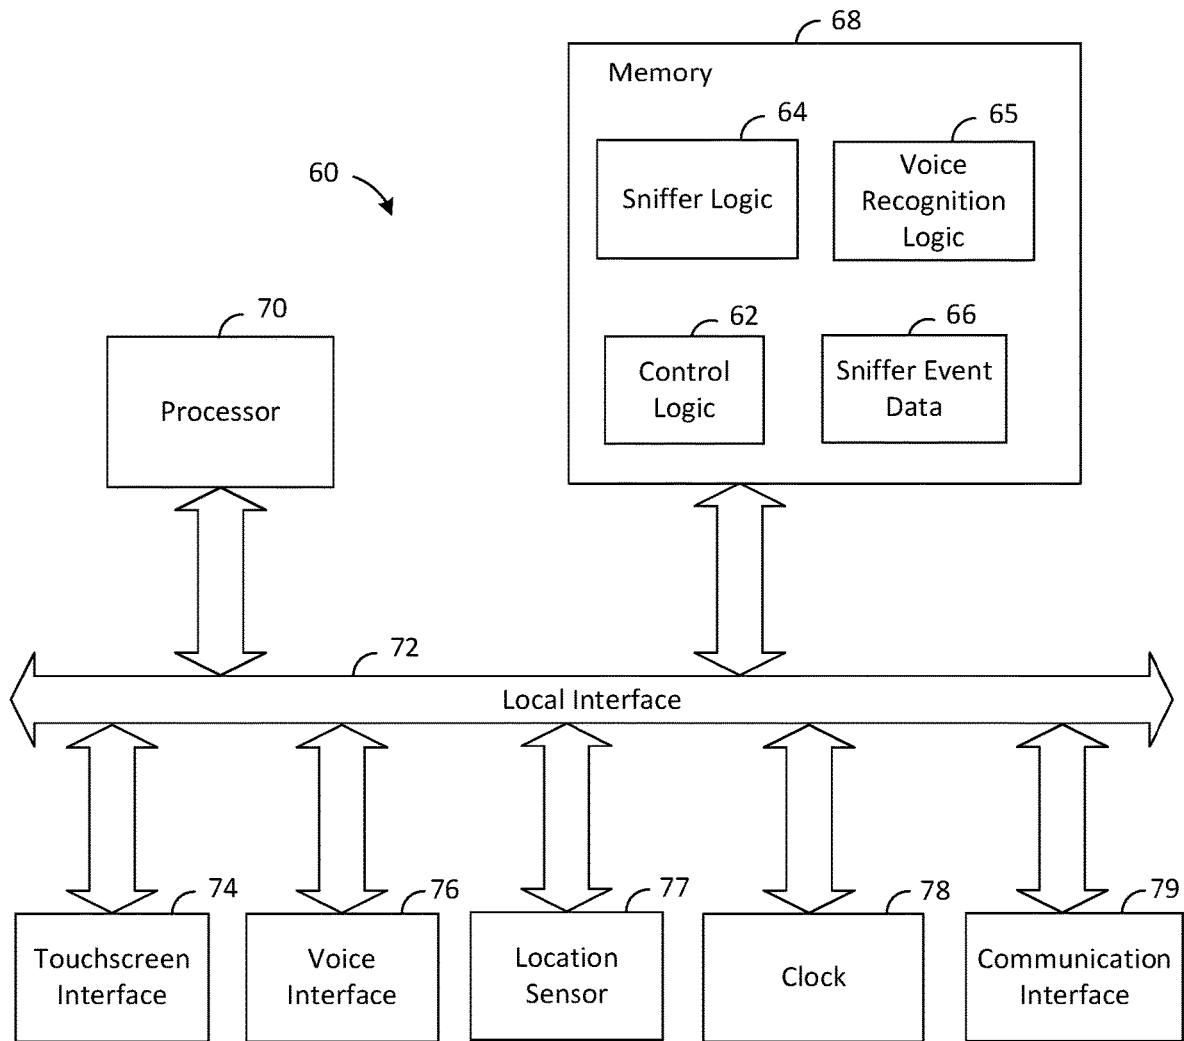 68
Memory
64
65
Sniffer Logic
Voice
Recognition
Logic
60
70
62
66
Processor
Control
Logic
Sniffer Event
Data
72
Local Interface
74
76
77
78
79
Touchscreen
Interface
Voice
Interface
Location
Sensor
Clock
Communication
Interface